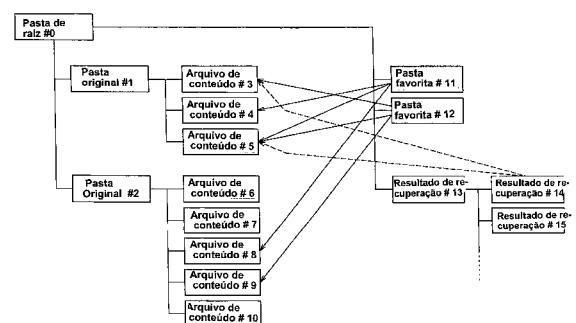 Pasta de
raiz #0
Pasta
original #1
Arquivo de
conteúdo # 3
Arquivo de
conteúdo # 4
Arquivo de
conteúdo # 5
Pasta
Original #2
Arquivo de
conteúdo # 6
Arquivo de
conteúdo # 7
Arquivo de
conteúdo # 8
Arquivo de
conteúdo # 9
Arquivo de
conteúdo # 10
Pasta
favorita # 11
Pasta
favorita # 12
Resultado de re-
cuperação # 13
Resultado de re-
cuperação # 14
Resultado de re-
cuperação # 15